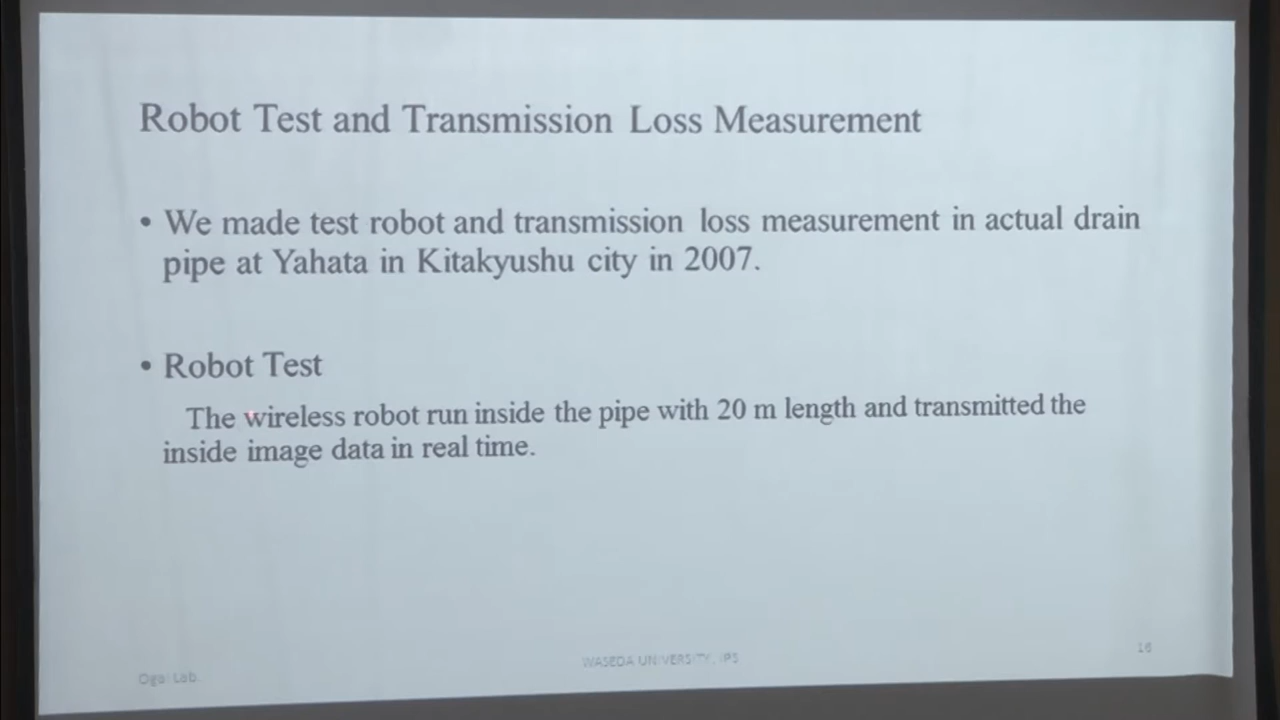 Robot Test and Transmission Loss Measurement
• We made test robot and transmission loss measurement in actual drain
pipe at Yahata in Kitakyushu city in 2007.
• Robot Test
The wireless robot run inside the pipe with 20 m length and transmitted the
inside image data in real time.
Ogai Lab.
WASEDA UNIVERSITY, IPS
16